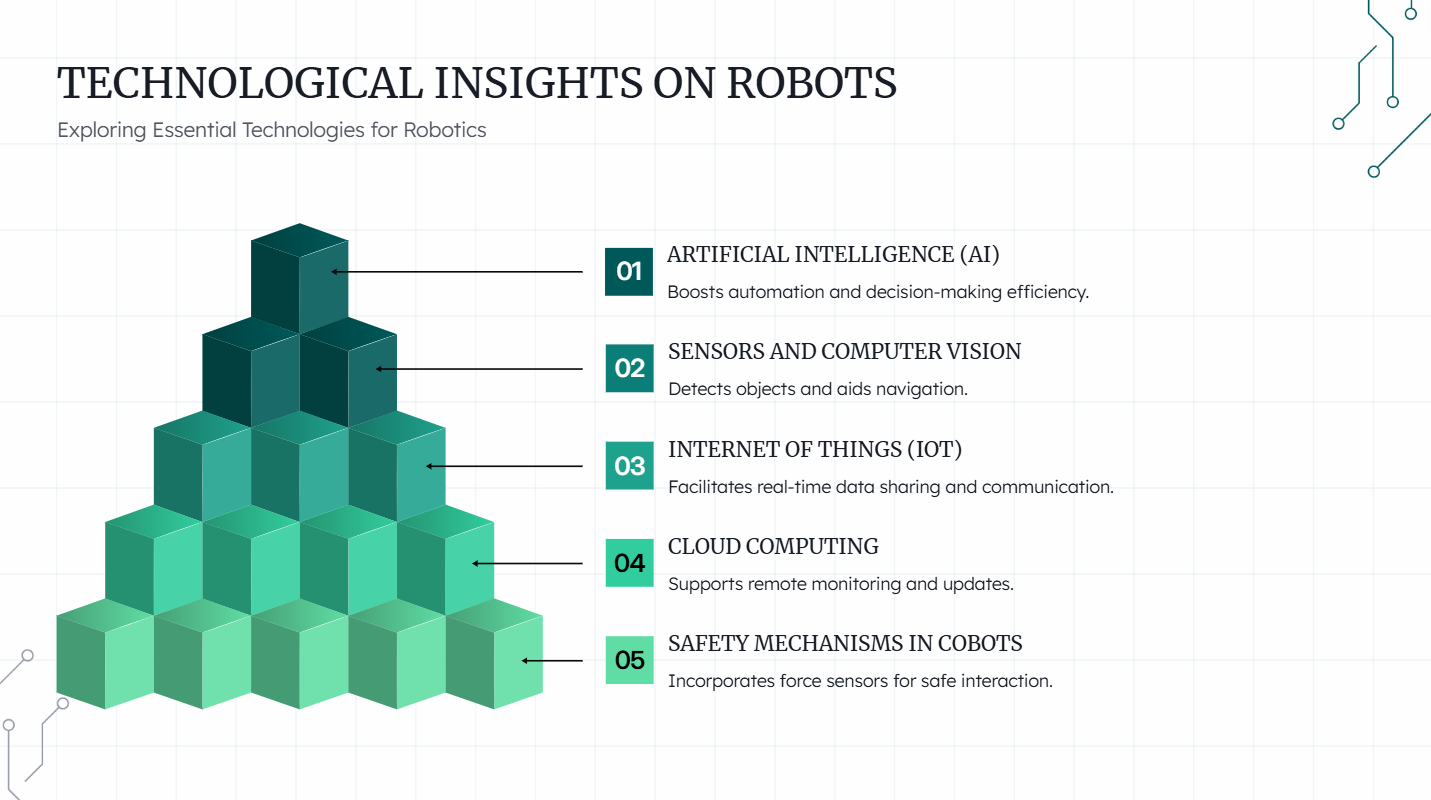 TECHNOLOGICAL INSIGHTS ON ROBOTS
Exploring Essential Technologies for Robotics
01
ARTIFICIAL INTELLIGENCE (AI)
Boosts automation and decision-making efficiency.
02
SENSORS AND COMPUTER VISION
Detects objects and aids navigation.
03
INTERNET OF THINGS (IOT)
Facilitates real-time data sharing and communication.
04
CLOUD COMPUTING
Supports remote monitoring and updates.
05
SAFETY MECHANISMS IN COBOTS
Incorporates force sensors for safe interaction.